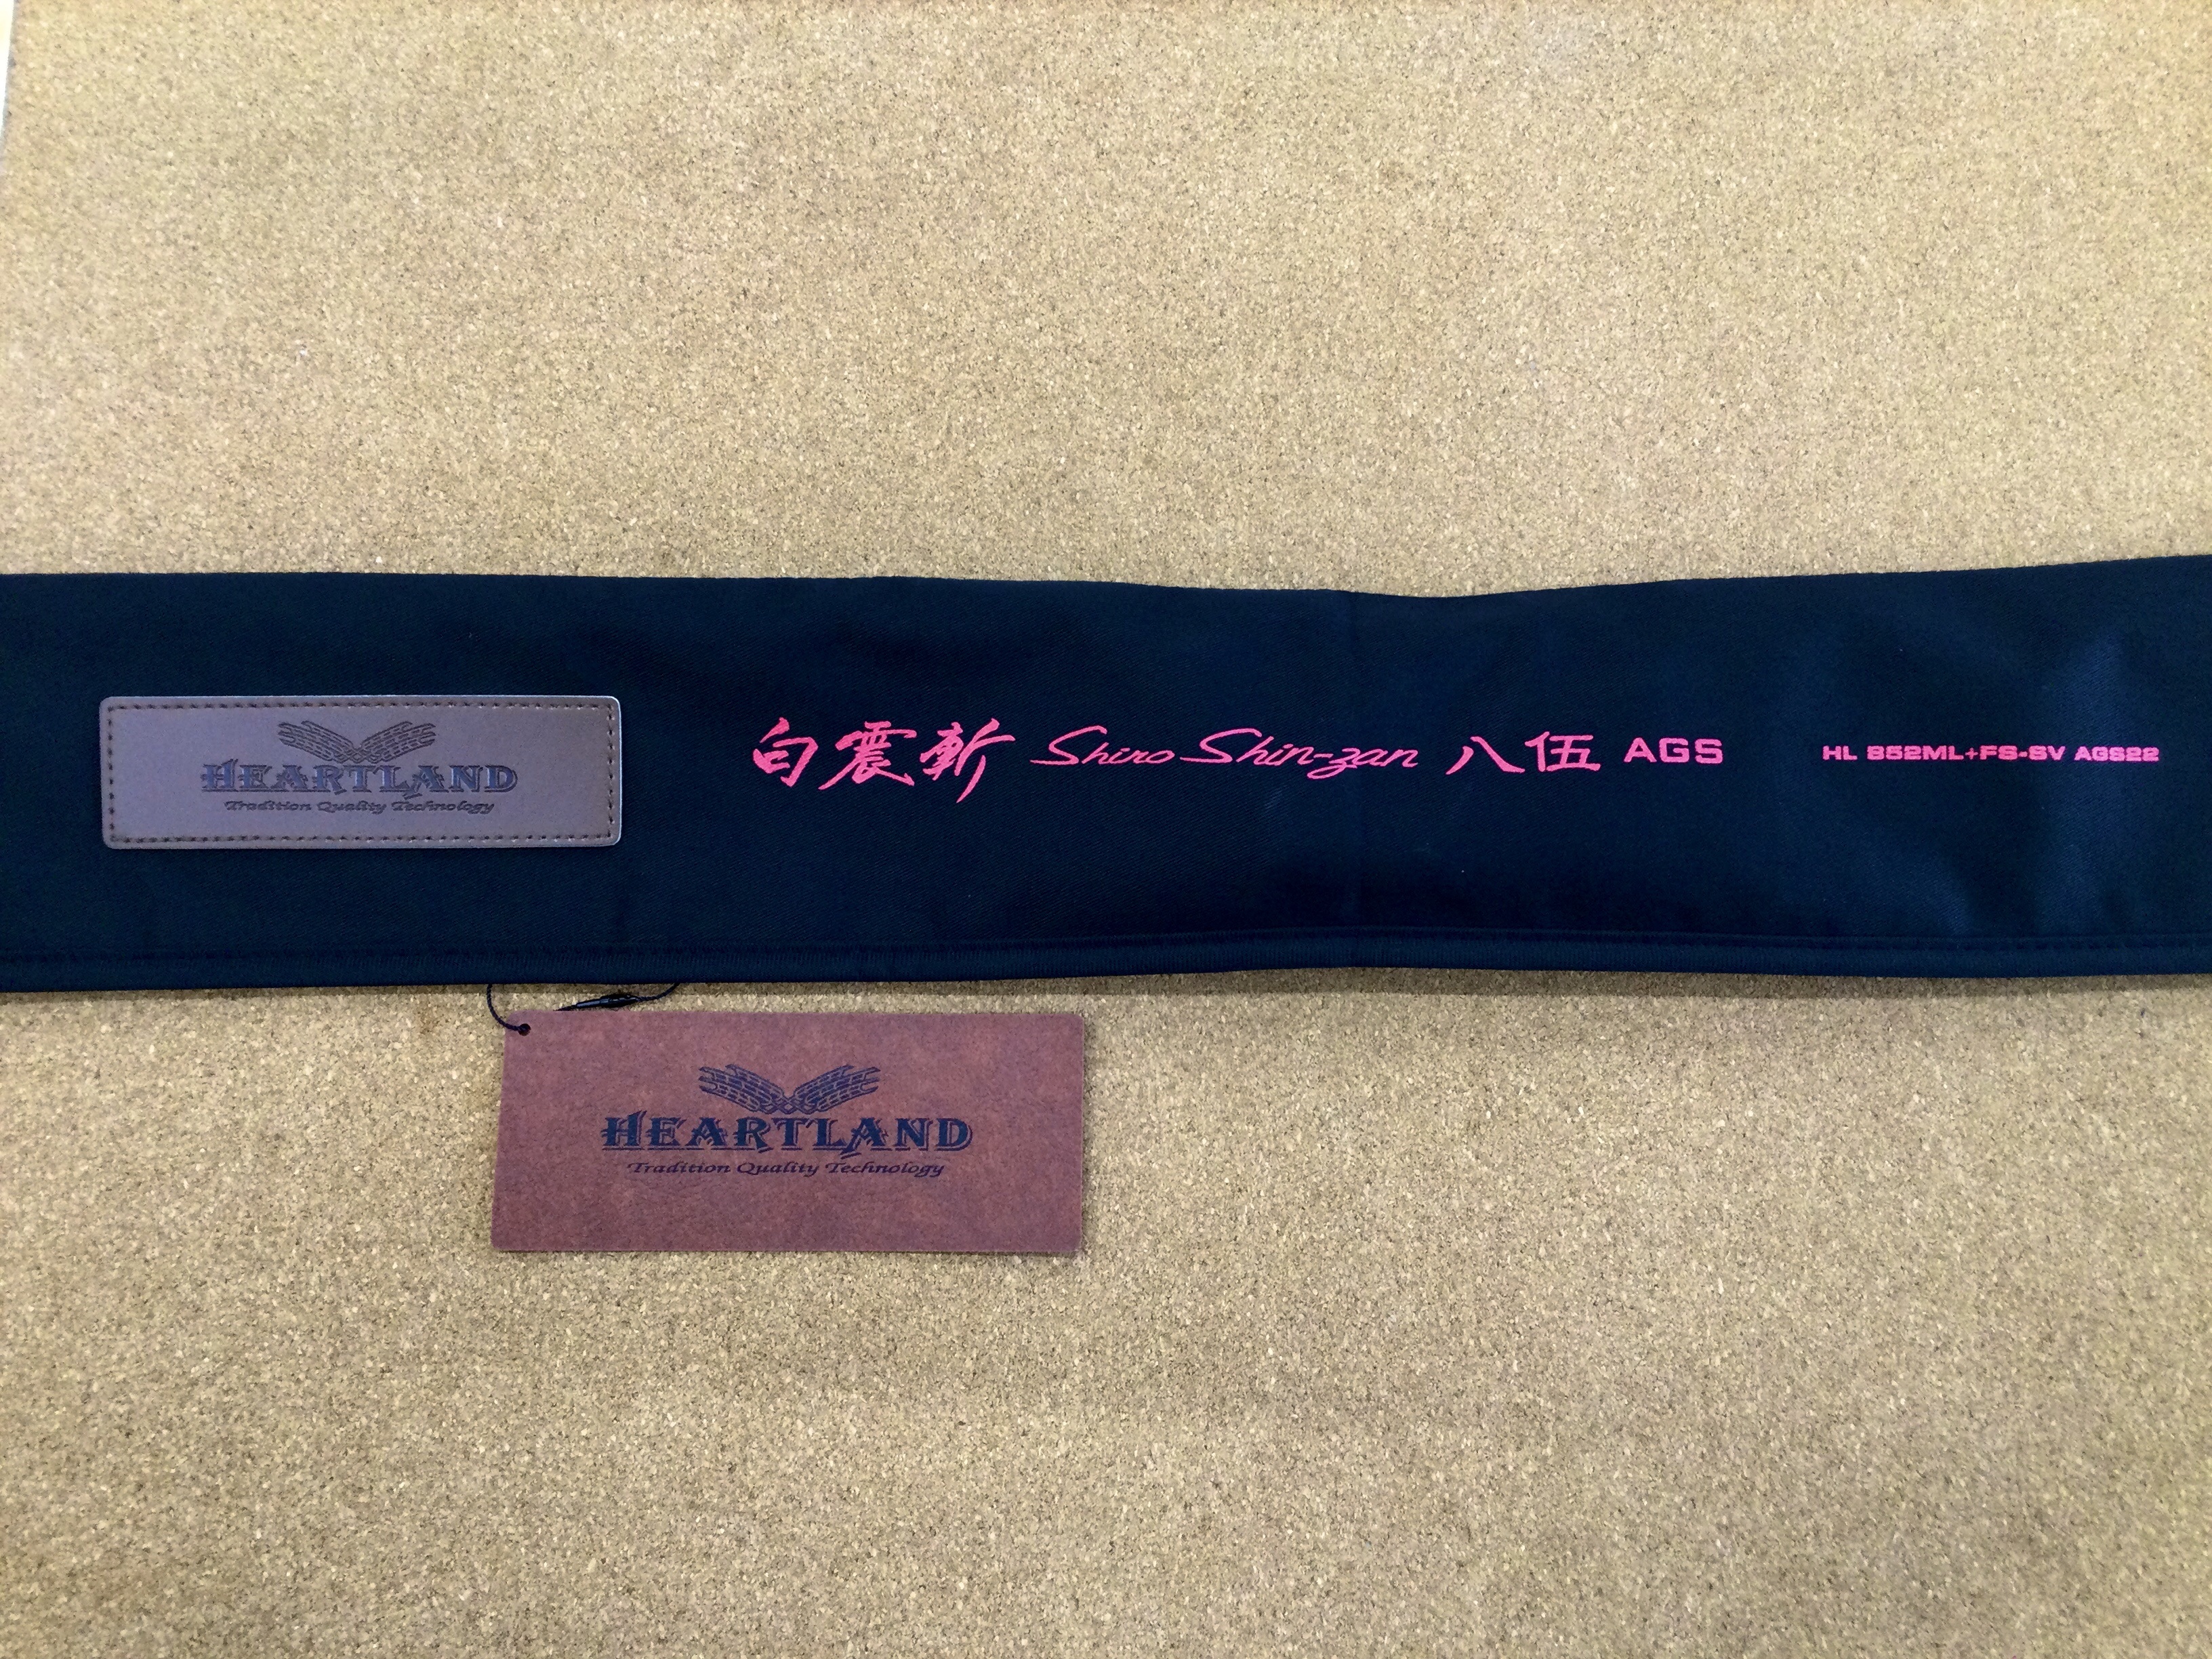 HEARTLAND
Tradition Quality Technology
白震斬 Shiro Shin-zan 八伍 AGS
HL 852ML+FS-SV AGS22
HEARTLAND
Tradition Quality Technology